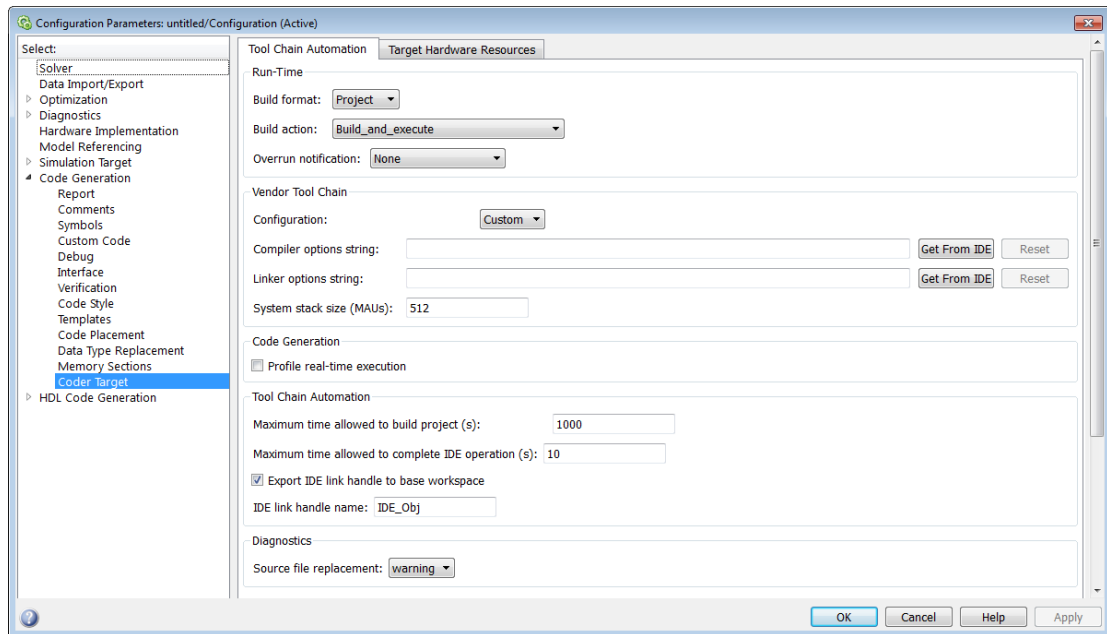 Configuration Parameters: untitled/Configuration (Active)
Select:
Solver
Data Import/Export
Optimization
Diagnostics
Hardware Implementation
Model Referencing
Simulation Target
Code Generation
Report
Comments
Symbols
Custom Code
Debug
Interface
Verification
Code Style
Templates
Code Placement
Data Type Replacement
Memory Sections
Coder Target
HDL Code Generation
Tool Chain Automation Target Hardware Resources
Run-Time
Build format: Project
Build action: Build_and_execute
Overrun notification: None
Vendor Tool Chain
Configuration: Custom
Compiler options string: Get From IDE Reset
Linker options string: Get From IDE Reset
System stack size (MAUs): 512
Code Generation
Profile real-time execution
Tool Chain Automation
Maximum time allowed to build project (s): 1000
Maximum time allowed to complete IDE operation (s): 10
Export IDE link handle to base workspace
IDE link handle name: IDE_Obj
Diagnostics
Source file replacement: warning
OK Cancel Help Apply